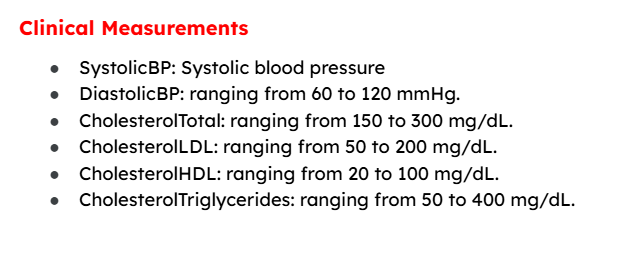 Clinical Measurements
● SystolicBP: Systolic blood pressure
● DiastolicBP: ranging from 60 to 120 mmHg.
● CholesterolTotal: ranging from 150 to 300 mg/dL.
● CholesterolLDL: ranging from 50 to 200 mg/dL.
● CholesterolHDL: ranging from 20 to 100 mg/dL.
● CholesterolTriglycerides: ranging from 50 to 400 mg/dL.